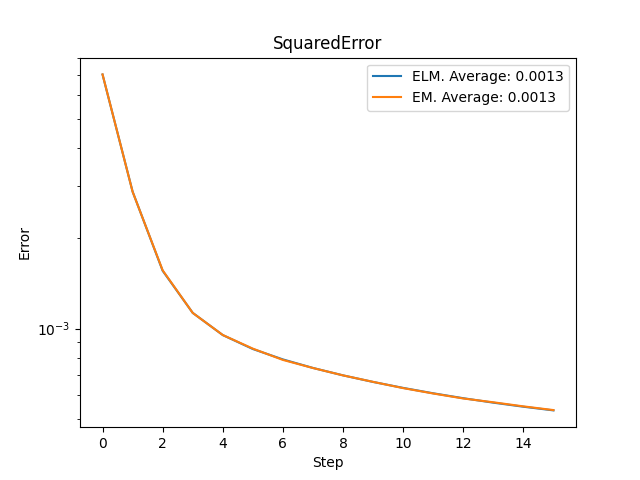 SquaredError
ELM. Average: 0.0013
EM. Average: 0.0013
Error
10⁻³
0 2 4 6 8 10 12 14
Step